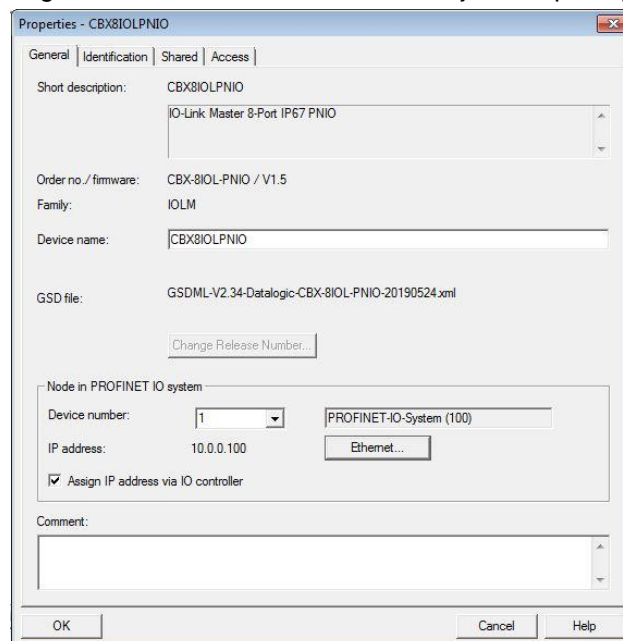 Properties - CBX8IOLPNIO
General Identification Shared Access
Short description: CBX8IOLPNIO
IO-Link Master 8-Port IP67 PNIO
Order no./ firmware: CBX-8IOL-PNIO / V1.5
Family: IOLM
Device name: CBX8IOLPNIO
GSD file: GSDML-V2.34-Datalogic-CBX-8IOL-PNIO-20190524.xml
Change Release Number...
Node in PROFINET IO system
Device number: 1 PROFINET-IO-System (100)
IP address: 10.0.0.100 Ethernet...
Assign IP address via IO controller
Comment:
OK Cancel Help